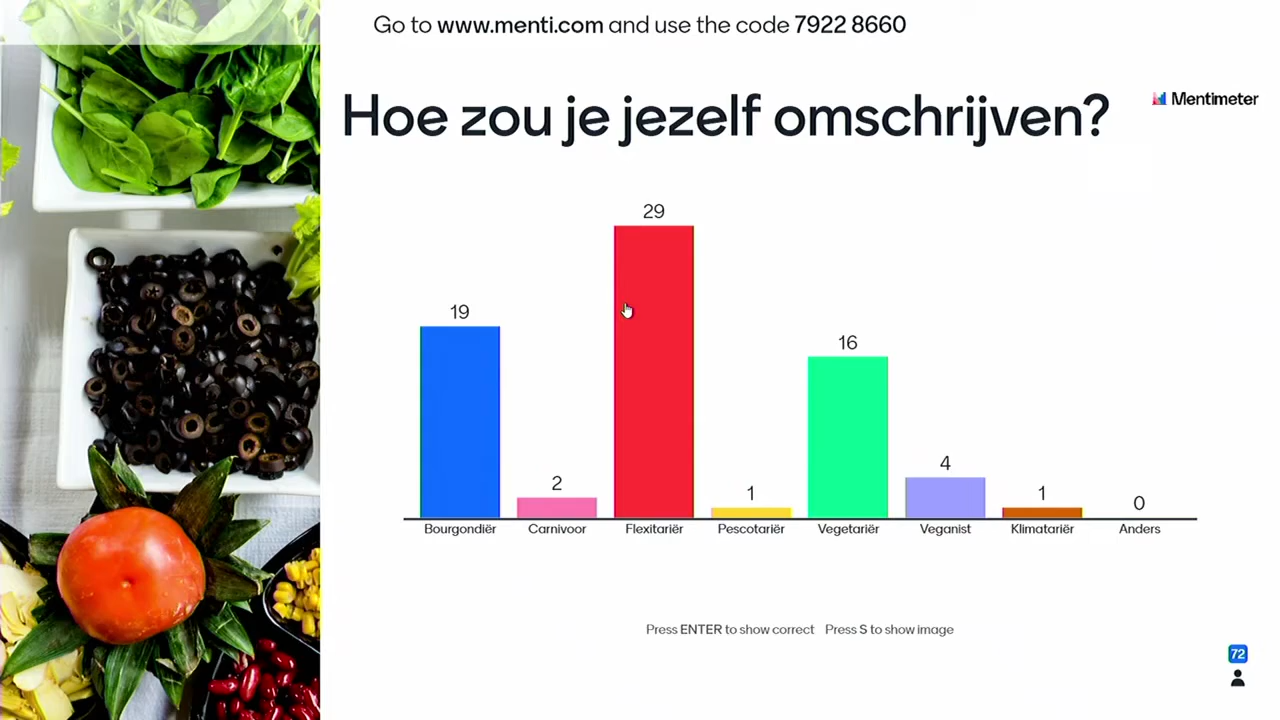 Go to www.menti.com and use the code 7922 8660
Hoe zou je jezelf omschrijven?
Mentimeter
29
19
16
4
2
1
1
0
Bourgondiër Carnivoor Flexitariër Pescotariër Vegetariër Veganist Klimatariër Anders
Press ENTER to show correct Press S to show image
72